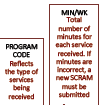 MIN/WK
Total
number of
minutes for
each service
received. If
minutes are
incorrect, a
new SCRAM
must be
submitted
PROGRAM
CODE
Reflects
the type of
services
being
received